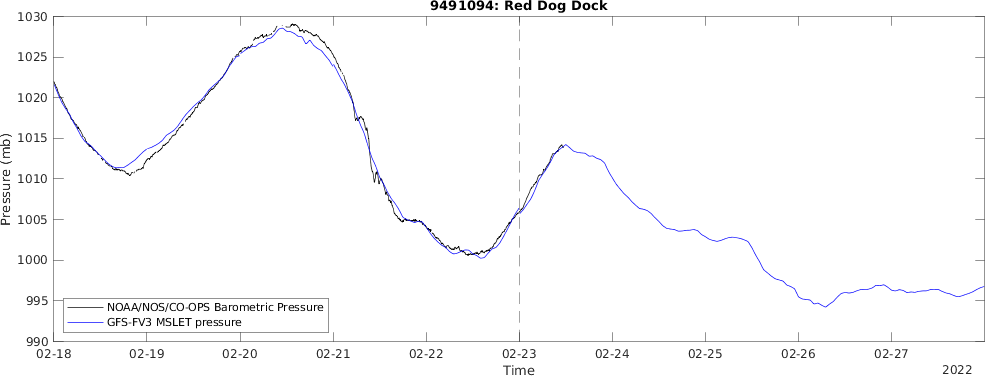 9491094: Red Dog Dock
Pressure (mb)
1030
1025
1020
1015
1010
1005
1000
995
990
NOAA/NOS/CO-OPS Barometric Pressure
GFS-FV3 MSLET pressure
02-18 02-19 02-20 02-21 02-22 02-23 02-24 02-25 02-26 02-27
Time
2022